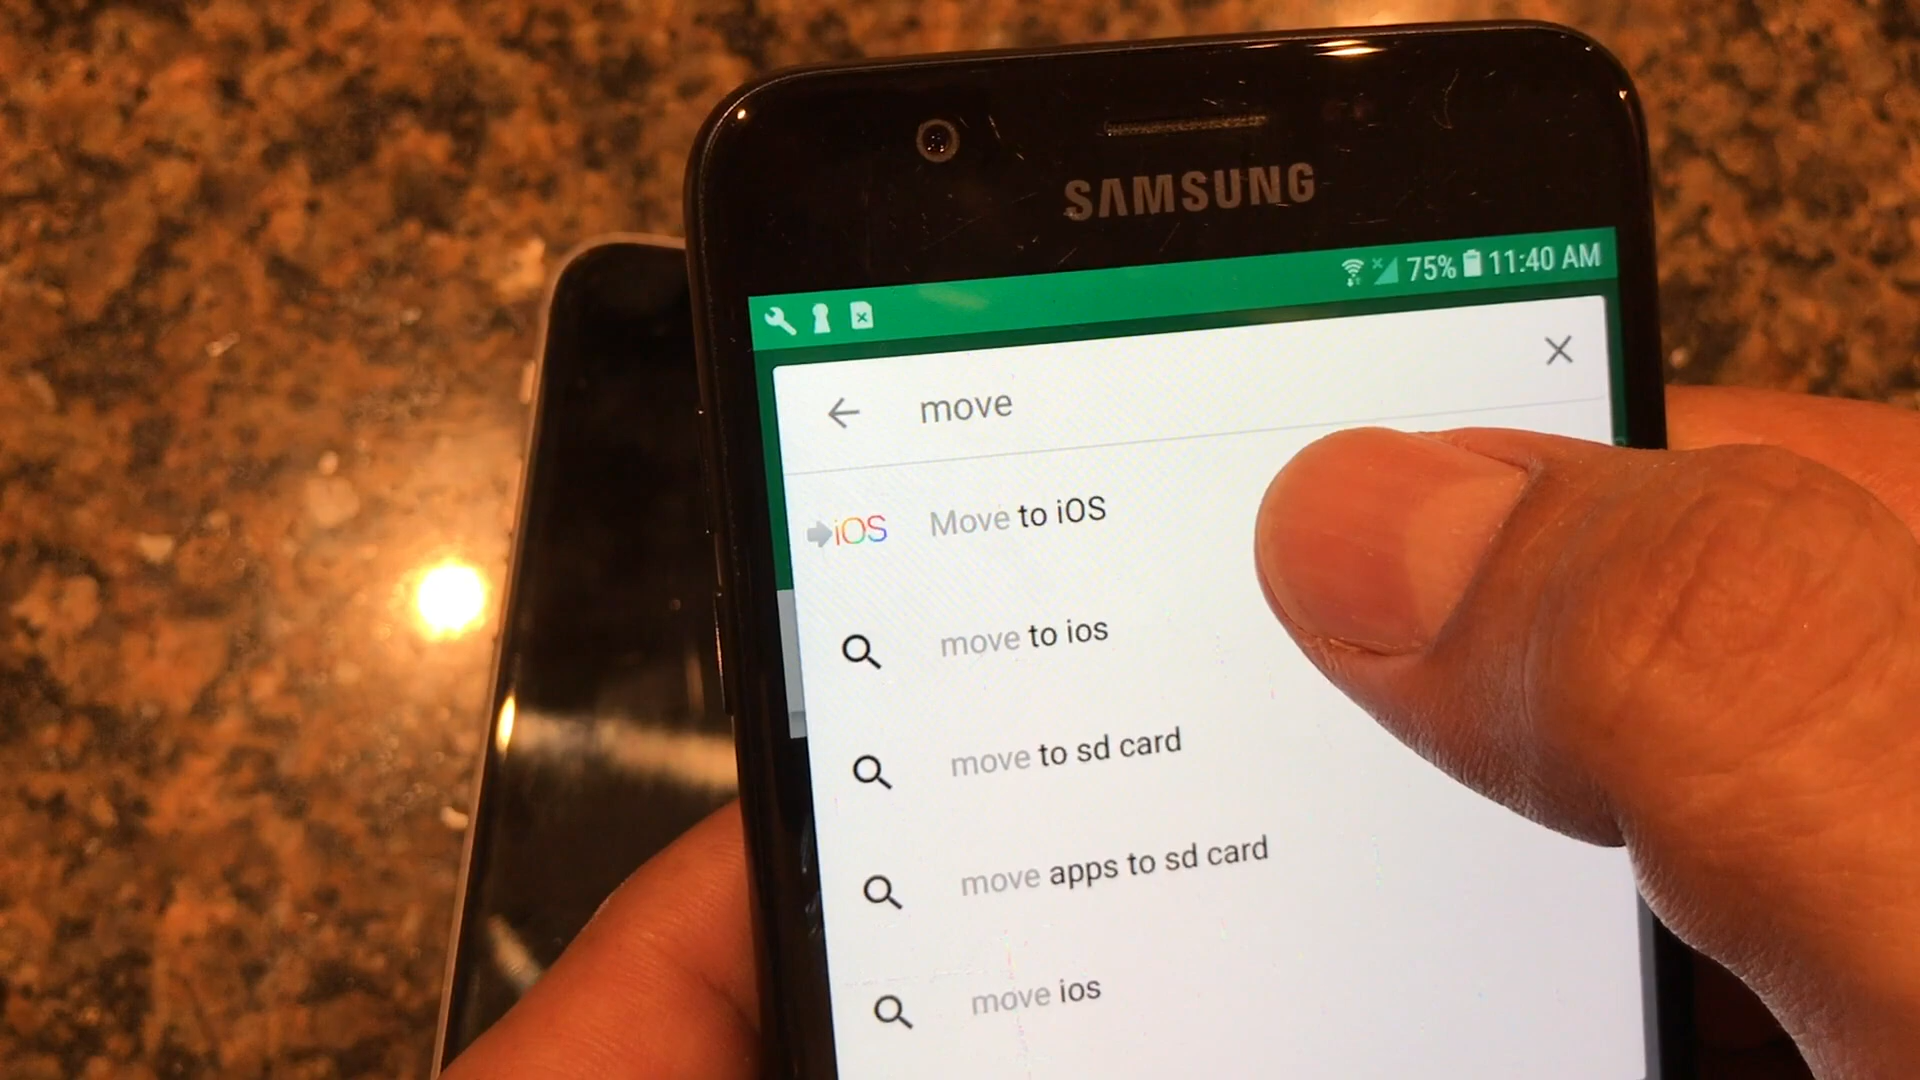 SAMSUNG
75% 11:40 AM
move
iOS Move to iOS
move to ios
move to sd card
move apps to sd card
move ios